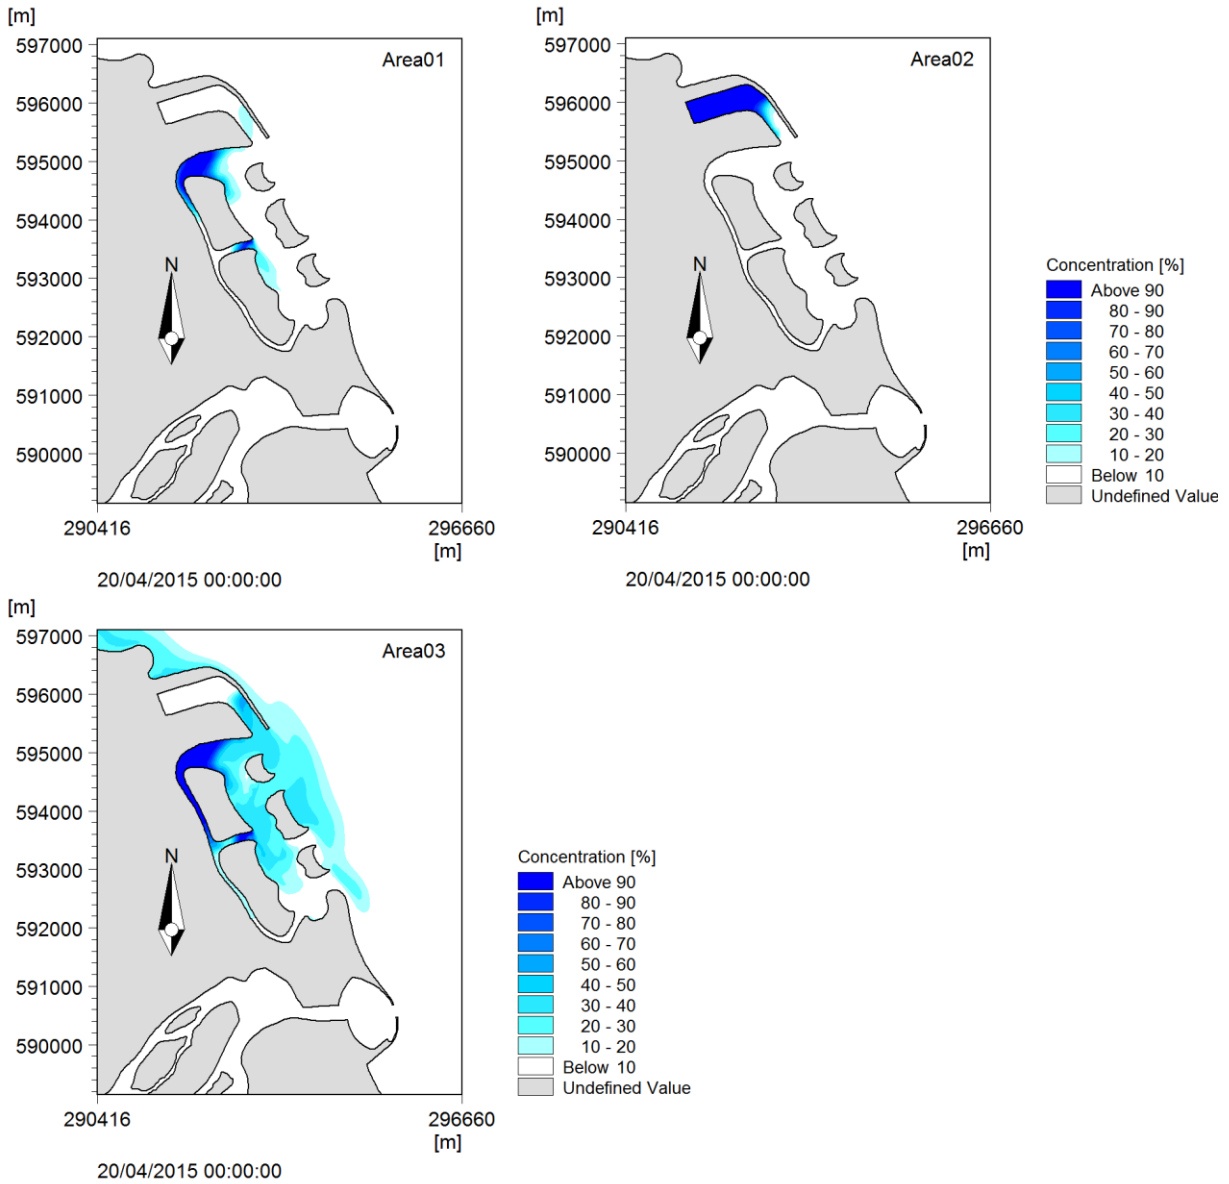 [m]
597000
596000
595000
594000
593000
592000
591000
590000
Area01
N
290416
296660
[m]
20/04/2015 00:00:00
[m]
597000
596000
595000
594000
593000
592000
591000
590000
Area02
N
290416
296660
[m]
20/04/2015 00:00:00
Concentration [%]
Above 90
80 - 90
70 - 80
60 - 70
50 - 60
40 - 50
30 - 40
20 - 30
10 - 20
Below 10
Undefined Value
[m]
597000
596000
595000
594000
593000
592000
591000
590000
Area03
N
290416
296660
[m]
20/04/2015 00:00:00
Concentration [%]
Above 90
80 - 90
70 - 80
60 - 70
50 - 60
40 - 50
30 - 40
20 - 30
10 - 20
Below 10
Undefined Value